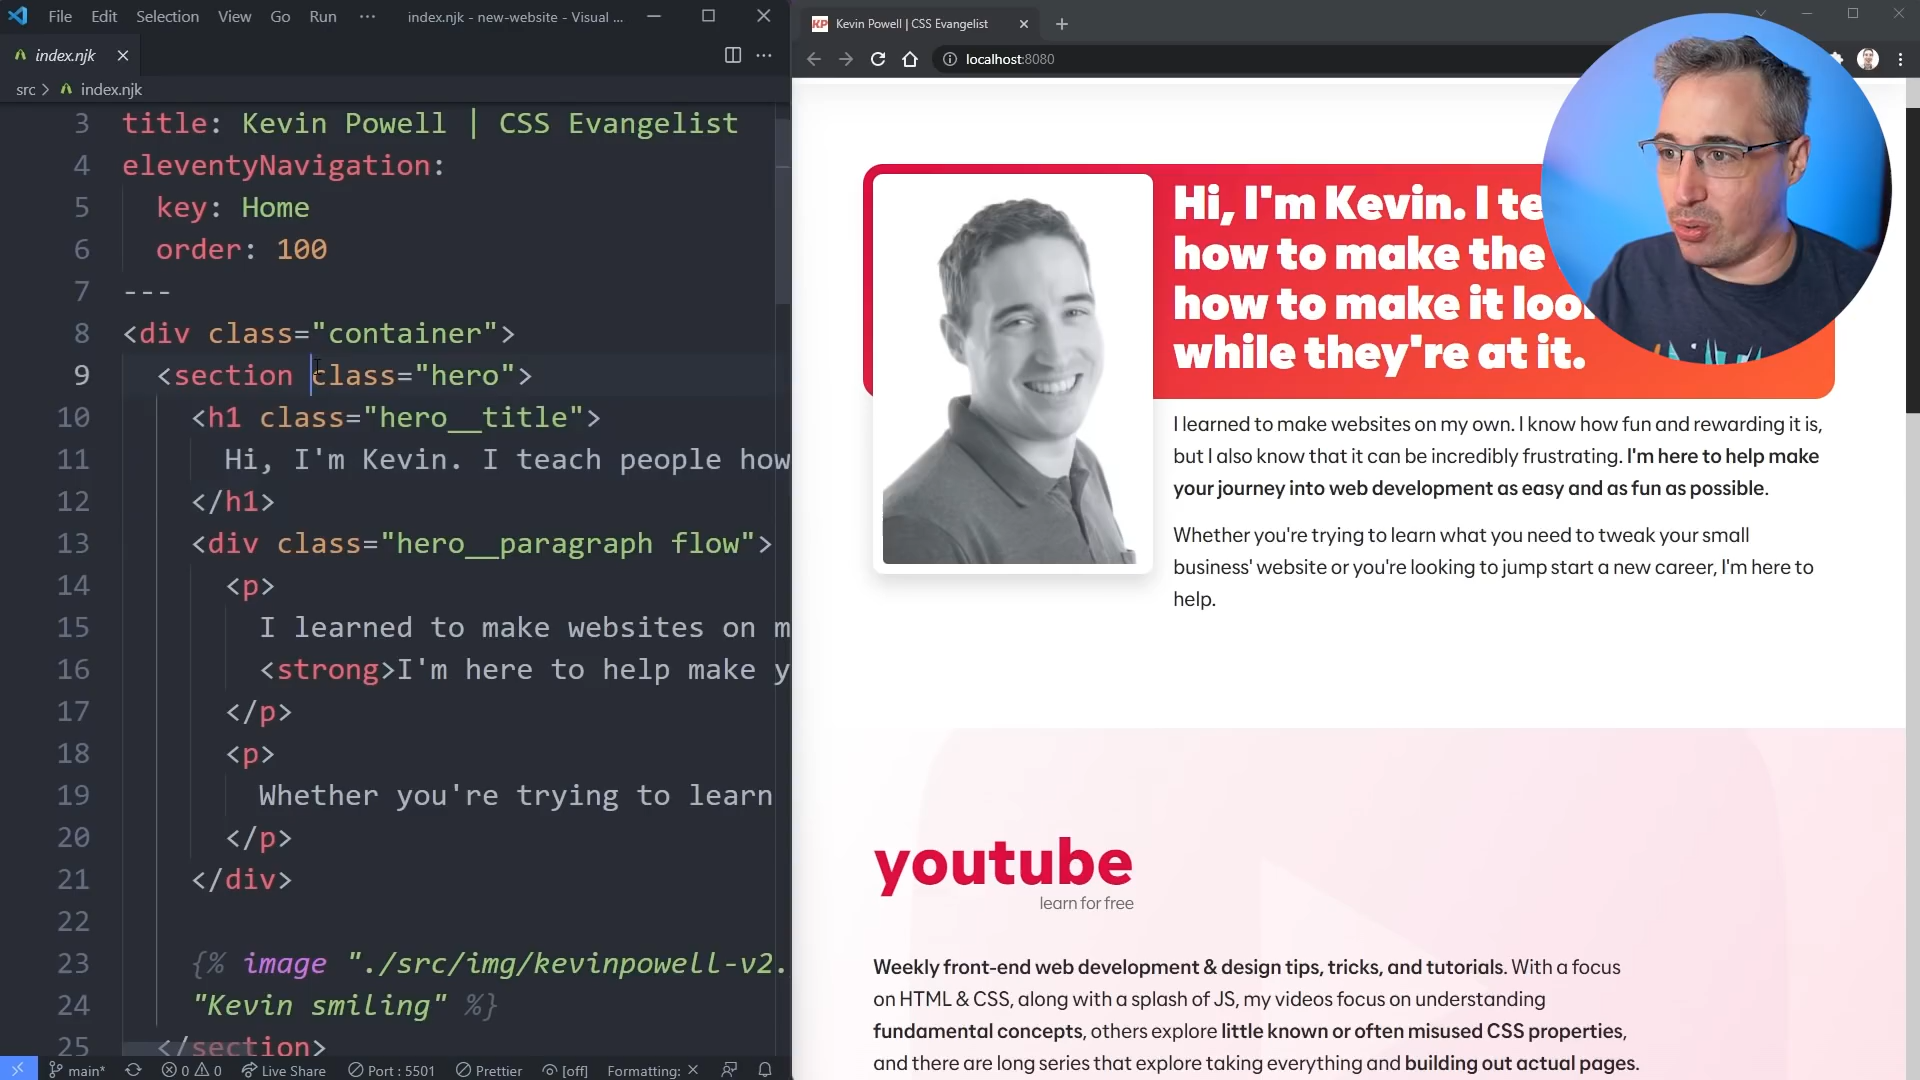 File Edit Selection View Go Run ··· index.njk - new-website - Visual ...
index.njk
src > index.njk
3 title: Kevin Powell | CSS Evangelist
4 eleventyNavigation:
5 key: Home
6 order: 100
7 ---
8 <div class="container">
9 <section class="hero">
10 <h1 class="hero__title">
11 Hi, I'm Kevin. I teach people how
12 </h1>
13 <div class="hero__paragraph flow">
14 <p>
15 I learned to make websites on m
16 <strong>I'm here to help make y
17 </p>
18 <p>
19 Whether you're trying to learn
20 </p>
21 </div>
22
23 {% image "./src/img/kevinpowell-v2.
24 "Kevin smiling" %}
25 </section>
main* 0 0 Live Share Port : 5501 Prettier [off] Formatting: ×
KP Kevin Powell | CSS Evangelist
localhost:8080
Hi, I'm Kevin. I te
how to make the
how to make it loo
while they're at it.
I learned to make websites on my own. I know how fun and rewarding it is,
but I also know that it can be incredibly frustrating. I'm here to help make
your journey into web development as easy and as fun as possible.
Whether you're trying to learn what you need to tweak your small
business' website or you're looking to jump start a new career, I'm here to
help.
youtube
learn for free
Weekly front-end web development & design tips, tricks, and tutorials. With a focus
on HTML & CSS, along with a splash of JS, my videos focus on understanding
fundamental concepts, others explore little known or often misused CSS properties,
and there are long series that explore taking everything and building out actual pages.